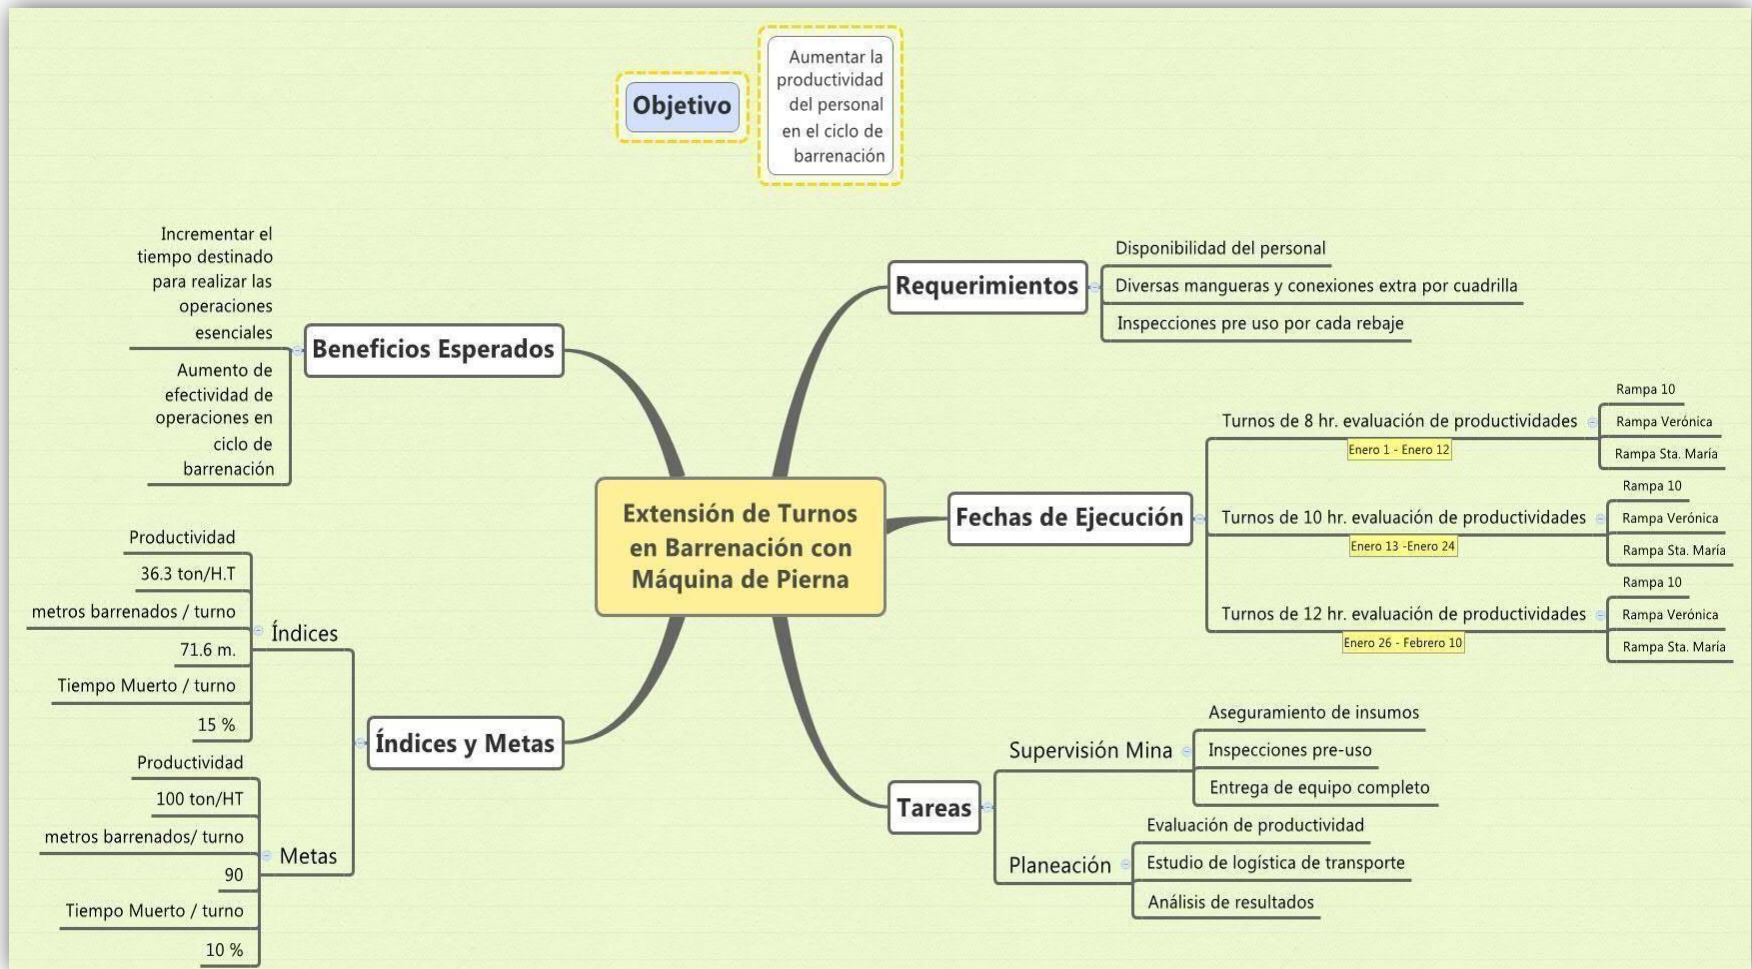 Objetivo
Aumentar la
productividad
del personal
en el ciclo de
barrenación
Extensión de Turnos
en Barrenación con
Máquina de Pierna
Requerimientos
Disponibilidad del personal
Diversas mangueras y conexiones extra por cuadrilla
Inspecciones pre uso por cada rebaje
Fechas de Ejecución
Turnos de 8 hr. evaluación de productividades
Enero 1 - Enero 12
Rampa 10
Rampa Verónica
Rampa Sta. María
Turnos de 10 hr. evaluación de productividades
Enero 13 -Enero 24
Rampa 10
Rampa Verónica
Rampa Sta. María
Turnos de 12 hr. evaluación de productividades
Enero 26 - Febrero 10
Rampa 10
Rampa Verónica
Rampa Sta. María
Tareas
Supervisión Mina
Aseguramiento de insumos
Inspecciones pre-uso
Entrega de equipo completo
Planeación
Evaluación de productividad
Estudio de logística de transporte
Análisis de resultados
Beneficios Esperados
Incrementar el
tiempo destinado
para realizar las
operaciones
esenciales
Aumento de
efectividad de
operaciones en
ciclo de
barrenación
Índices y Metas
Índices
Productividad
36.3 ton/H.T
metros barrenados / turno
71.6 m.
Tiempo Muerto / turno
15 %
Metas
Productividad
100 ton/HT
metros barrenados/ turno
90
Tiempo Muerto / turno
10 %